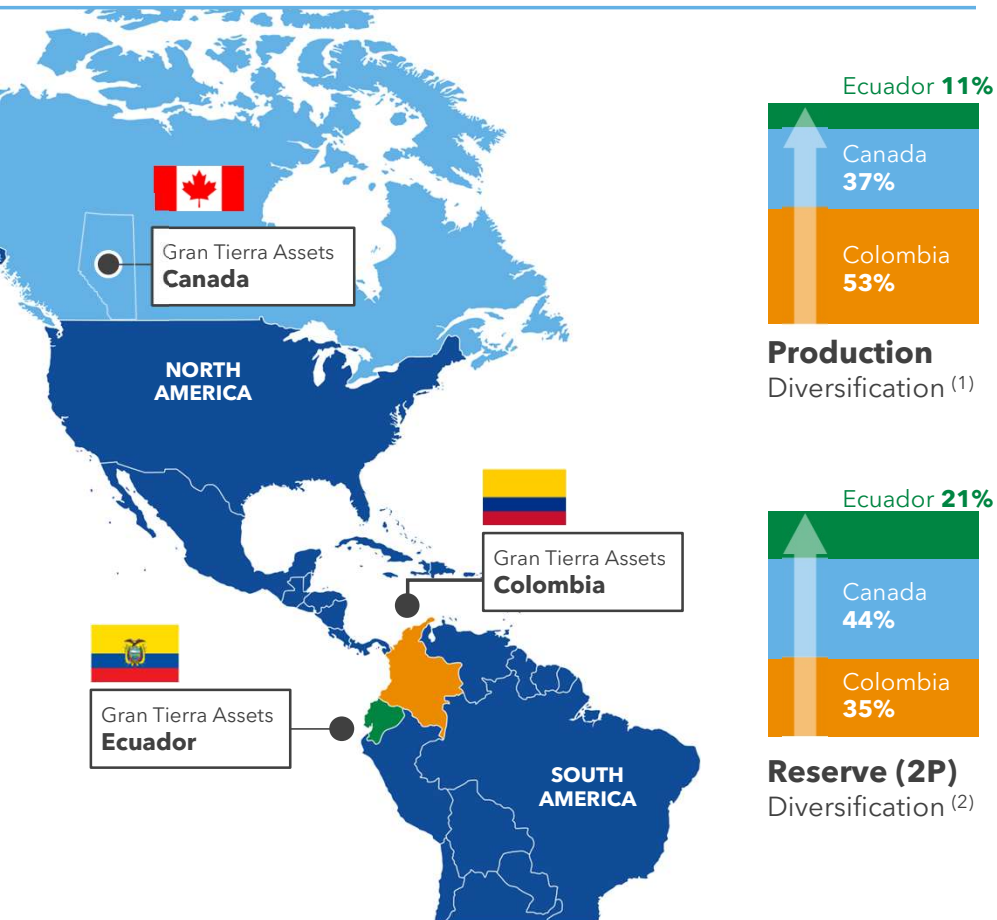 Gran Tierra Assets
Canada
NORTH
AMERICA
Gran Tierra Assets
Colombia
Gran Tierra Assets
Ecuador
SOUTH
AMERICA
Ecuador 11%
Canada
37%
Colombia
53%
Production
Diversification (1)
Ecuador 21%
Canada
44%
Colombia
35%
Reserve (2P)
Diversification (2)